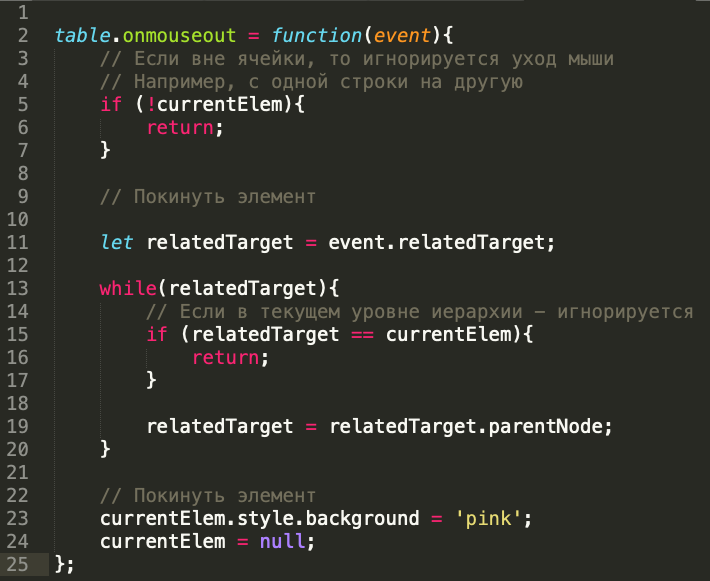 1
2 table.onmouseout = function(event){
3 // Если вне ячейки, то игнорируется уход мыши
4 // Например, с одной строки на другую
5 if (!currentElem){
6 return;
7 }
8
9 // Покинуть элемент
10
11 let relatedTarget = event.relatedTarget;
12
13 while(relatedTarget){
14 // Если в текущем уровне иерархии – игнорируется
15 if (relatedTarget == currentElem){
16 return;
17 }
18
19 relatedTarget = relatedTarget.parentNode;
20 }
21
22 // Покинуть элемент
23 currentElem.style.background = 'pink';
24 currentElem = null;
25 };